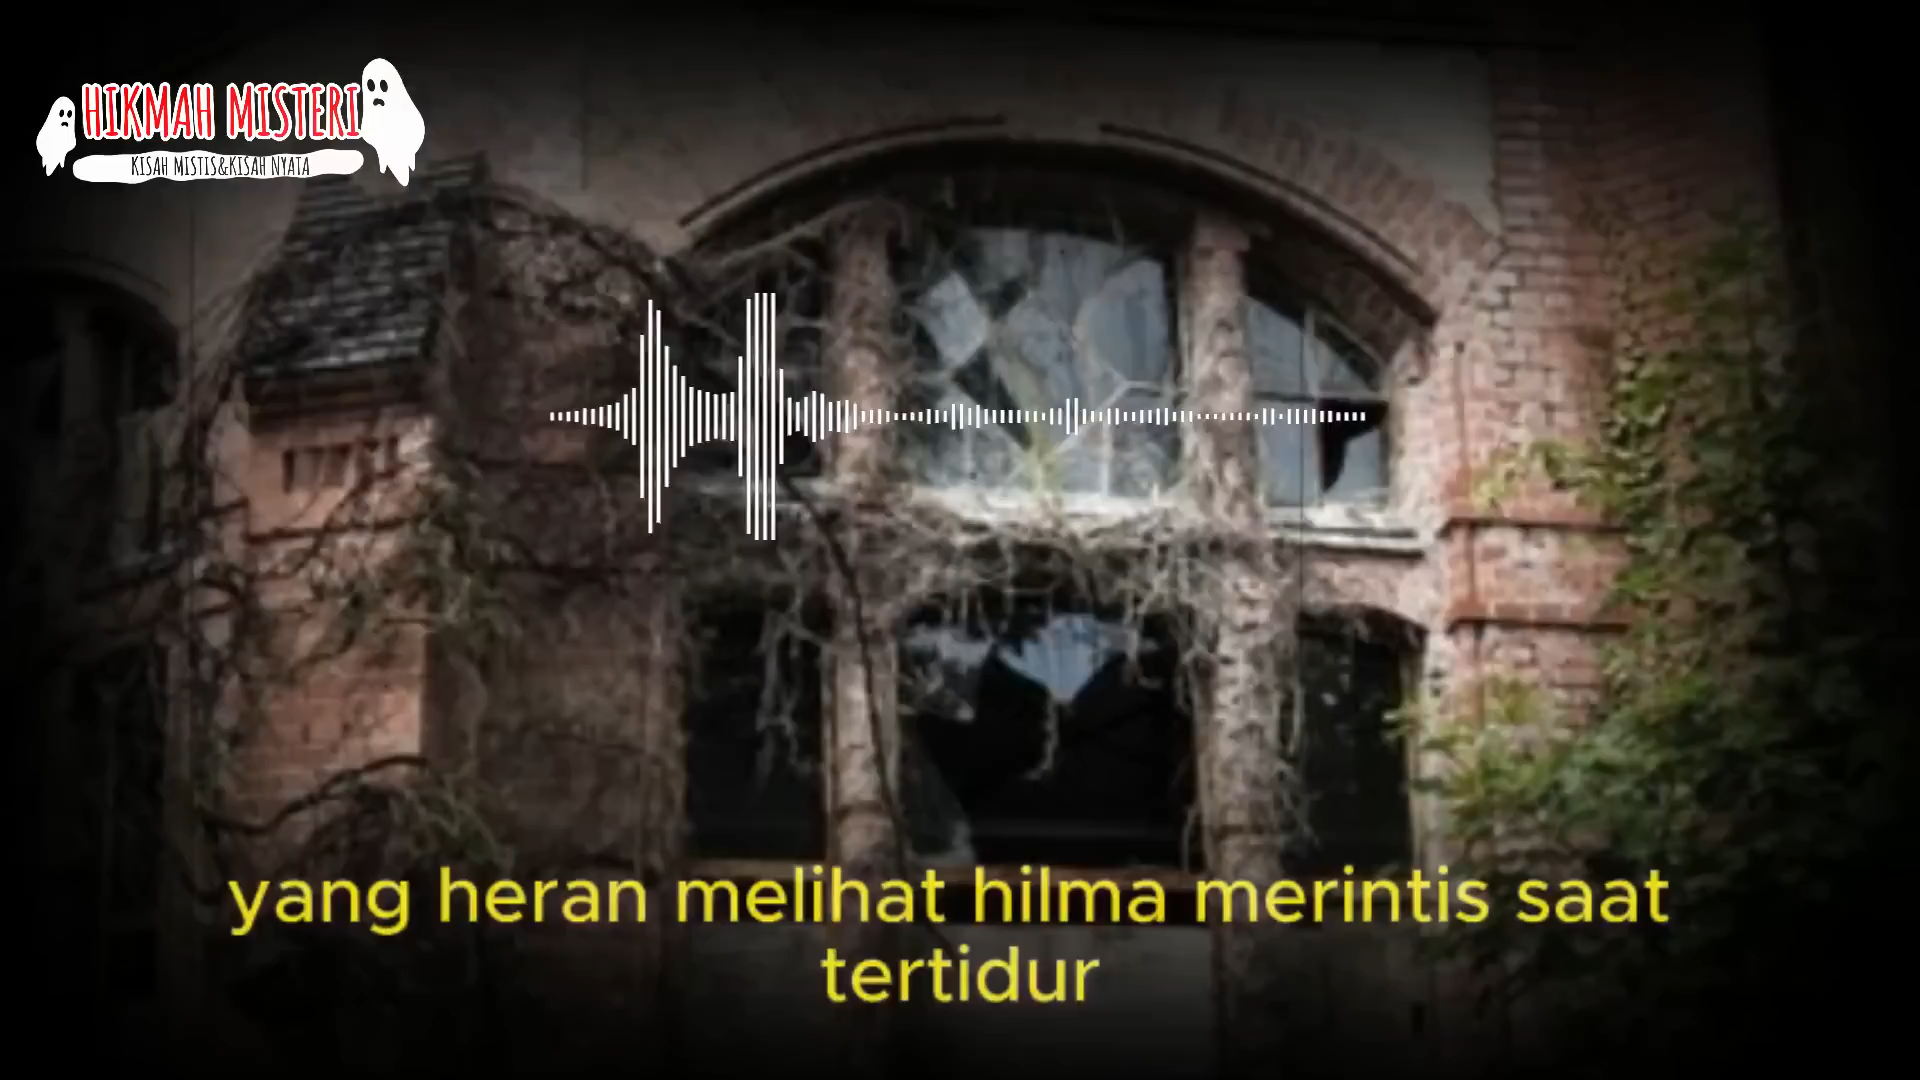 HIKMAH MISTERI
KISAH MISTIS&KISAH NYATA
yang heran melihat hilma merintis saat
tertidur